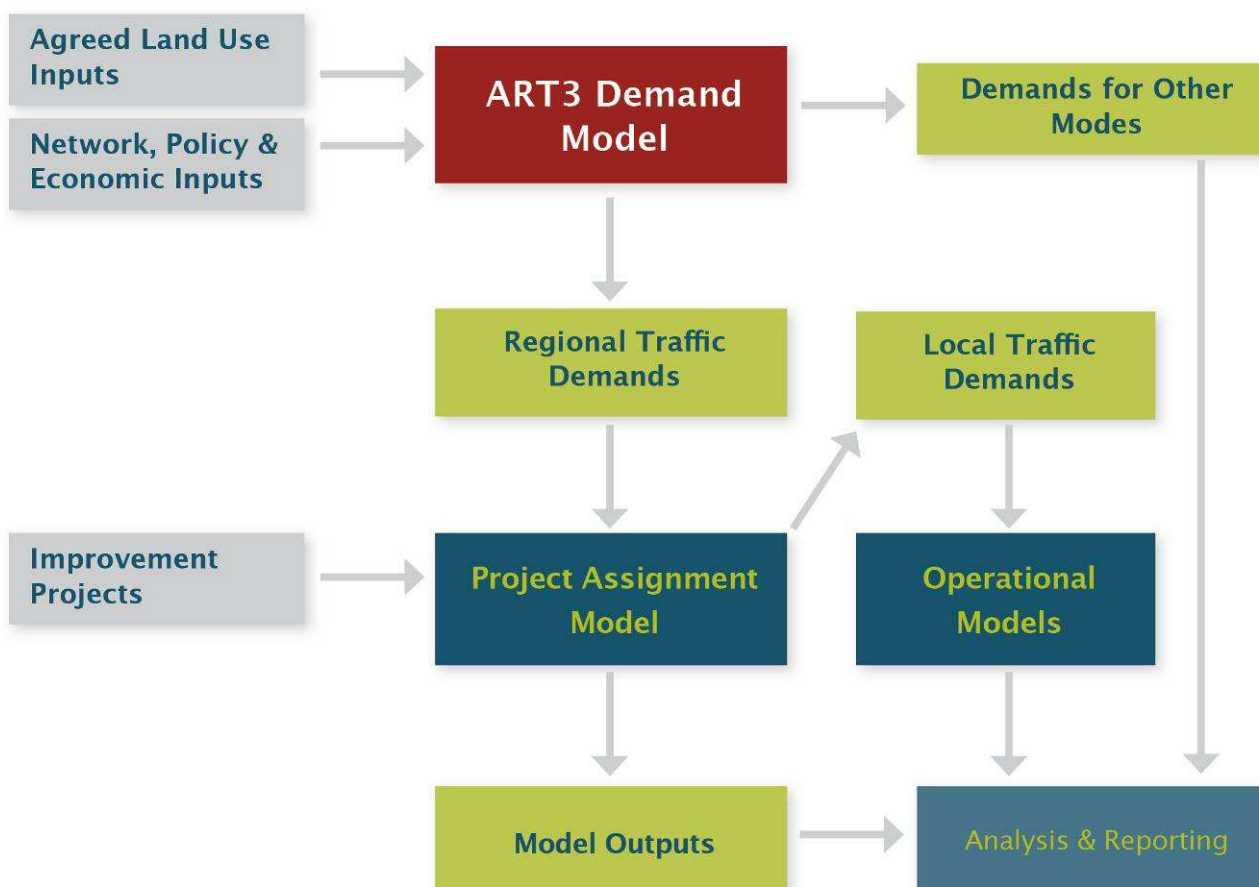 Agreed Land Use
Inputs
Network, Policy &
Economic Inputs
ART3 Demand
Model
Demands for Other
Modes
Regional Traffic
Demands
Local Traffic
Demands
Improvement
Projects
Project Assignment
Model
Operational
Models
Model Outputs
Analysis & Reporting